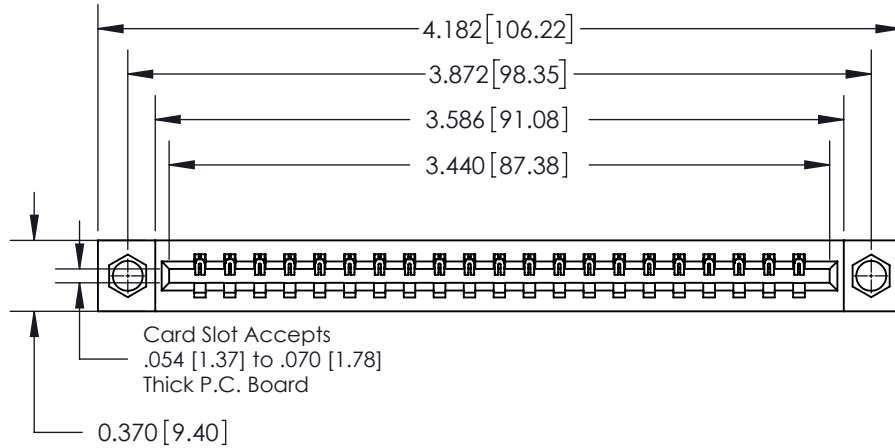 4.182[106.22]
3.872[98.35]
3.586[91.08]
3.440[87.38]
Card Slot Accepts
.054 [1.37] to .070 [1.78]
Thick P.C. Board
0.370[9.40]